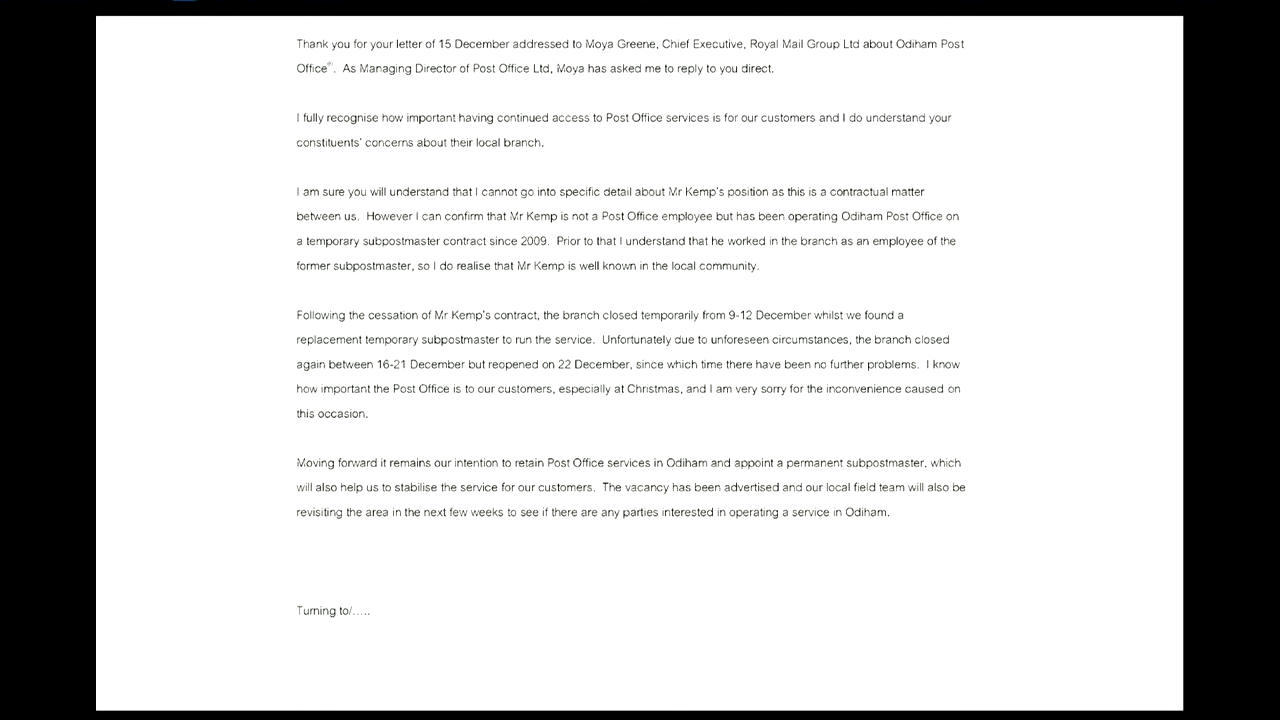 Thank you for your letter of 15 December addressed to Moya Greene, Chief Executive, Royal Mail Group Ltd about Odiham Post
Office®. As Managing Director of Post Office Ltd, Moya has asked me to reply to you direct.
I fully recognise how important having continued access to Post Office services is for our customers and I do understand your
constituents' concerns about their local branch.
I am sure you will understand that I cannot go into specific detail about Mr Kemp's position as this is a contractual matter
between us. However I can confirm that Mr Kemp is not a Post Office employee but has been operating Odiham Post Office on
a temporary subpostmaster contract since 2009. Prior to that I understand that he worked in the branch as an employee of the
former subpostmaster, so I do realise that Mr Kemp is well known in the local community.
Following the cessation of Mr Kemp's contract, the branch closed temporarily from 9-12 December whilst we found a
replacement temporary subpostmaster to run the service. Unfortunately due to unforeseen circumstances, the branch closed
again between 16-21 December but reopened on 22 December, since which time there have been no further problems. I know
how important the Post Office is to our customers, especially at Christmas, and I am very sorry for the inconvenience caused on
this occasion.
Moving forward it remains our intention to retain Post Office services in Odiham and appoint a permanent subpostmaster, which
will also help us to stabilise the service for our customers. The vacancy has been advertised and our local field team will also be
revisiting the area in the next few weeks to see if there are any parties interested in operating a service in Odiham.
Turning to/.....